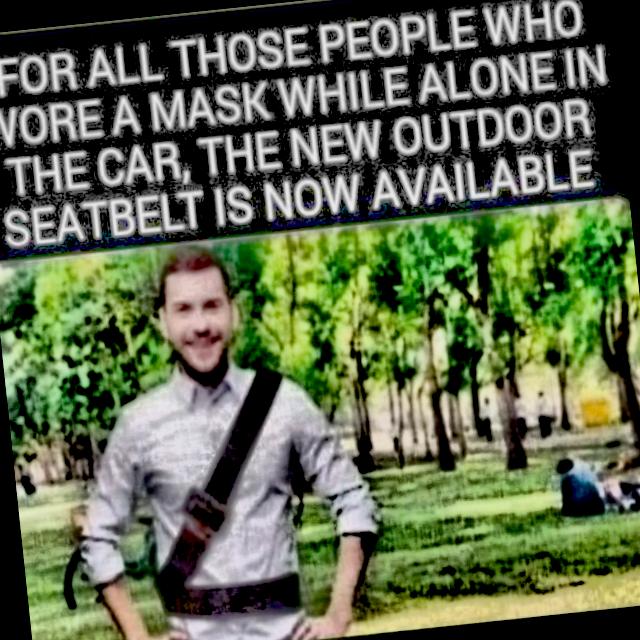 FOR ALL THOSE PEOPLE WHO
WORE A MASK WHILE ALONE IN
THE CAR, THE NEW OUTDOOR
SEATBELT IS NOW AVAILABLE